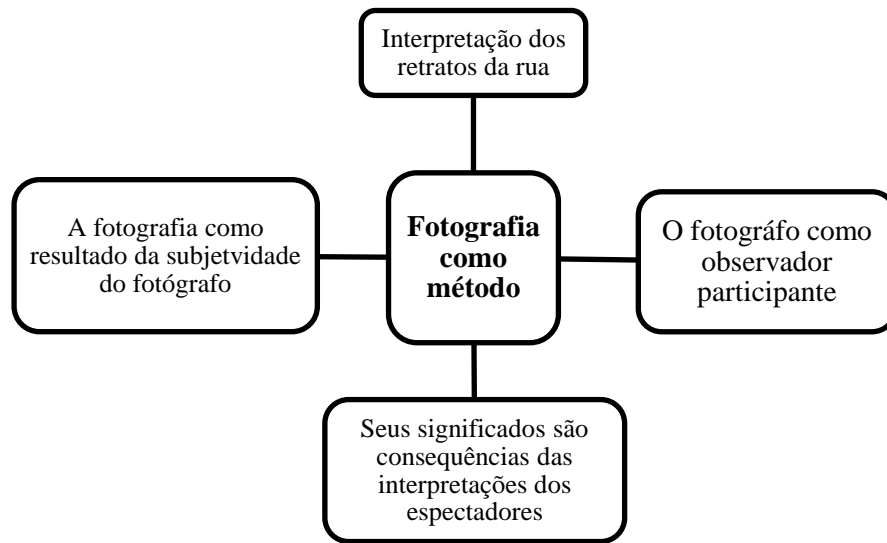 Interpretação dos
retratos da rua
A fotografia como
resultado da subjetvidade
do fotógrafo
Fotografia
como
método
O fotográfo como
observador
participante
Seus significados são
consequências das
interpretações dos
espectadores